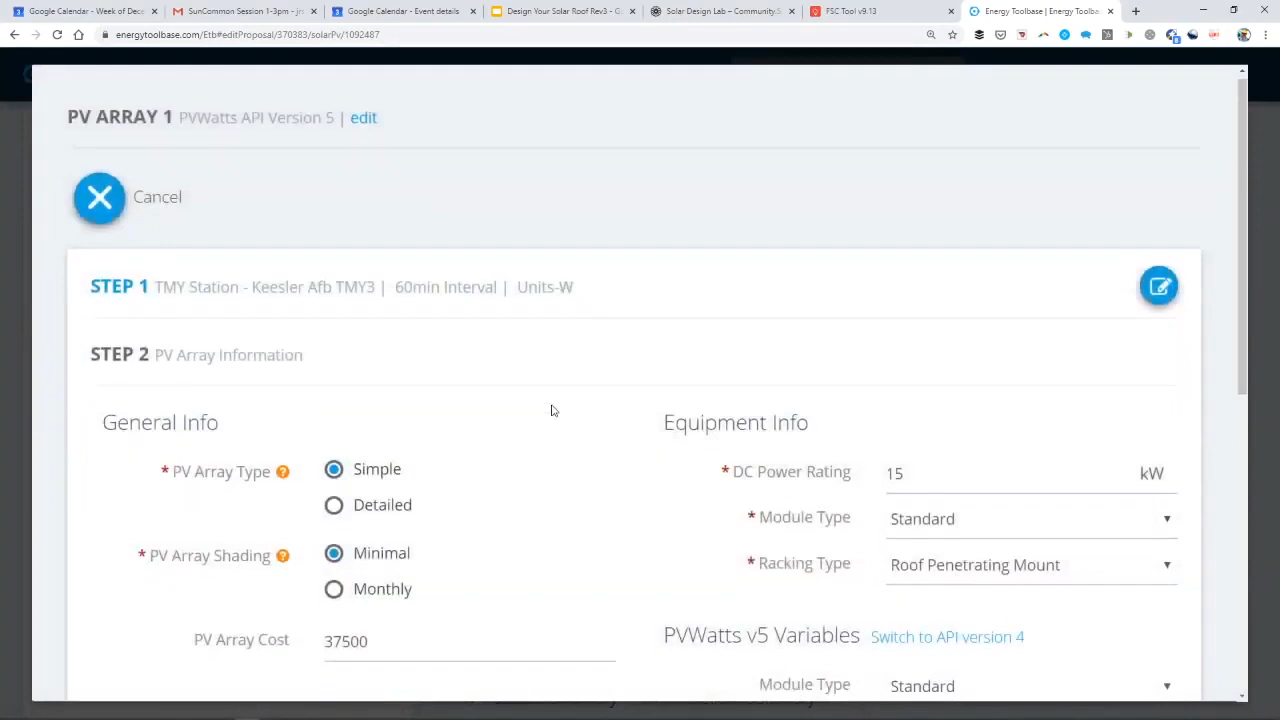 Google Calendar - Week of Dece
SunCommon Session 1-3pm - jro
Google Calendar - Event details
Design Your Solar Roof Rev3 - G
Solar Design Lab – Community.S
FSC Tool v9.13
Energy Toolbase | Energy Toolba
energytoolbase.com/Etb#editProposal/370383/solarPv/1092487
PV ARRAY 1 PVWatts API Version 5 | edit
Cancel
STEP 1 TMY Station - Keesler Afb TMY3 | 60min Interval | Units-W
STEP 2 PV Array Information
General Info
Equipment Info
* PV Array Type ?
Simple
Detailed
* DC Power Rating
15
kW
* Module Type
Standard
* PV Array Shading ?
Minimal
Monthly
* Racking Type
Roof Penetrating Mount
PV Array Cost
37500
PVWatts v5 Variables Switch to API version 4
Module Type
Standard